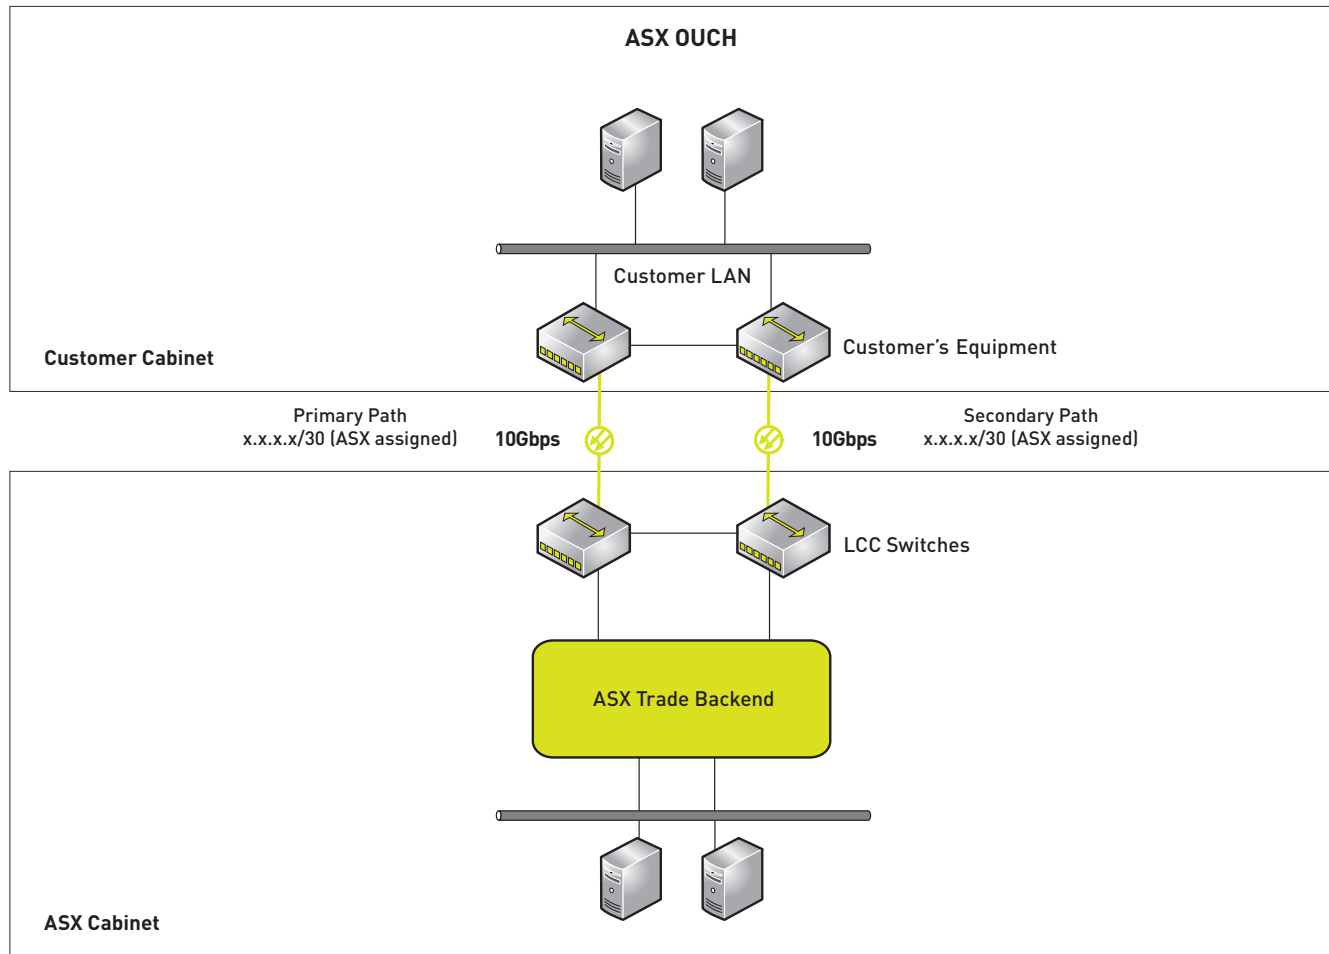 ASX OUCH
Customer LAN
Customer's Equipment
Customer Cabinet
Primary Path
x.x.x.x/30 (ASX assigned)
10Gbps
10Gbps
Secondary Path
x.x.x.x/30 (ASX assigned)
LCC Switches
ASX Trade Backend
ASX Cabinet